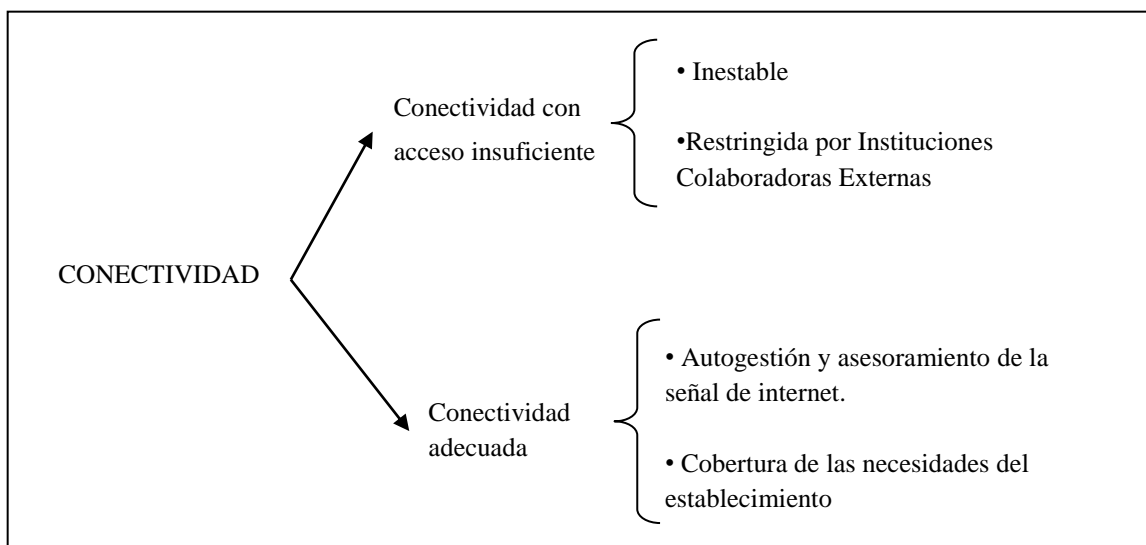 CONECTIVIDAD
Conectividad con
acceso insuficiente
• Inestable
•Restringida por Instituciones
Colaboradoras Externas
Conectividad
adecuada
• Autogestión y asesoramiento de la
señal de internet.
• Cobertura de las necesidades del
establecimiento